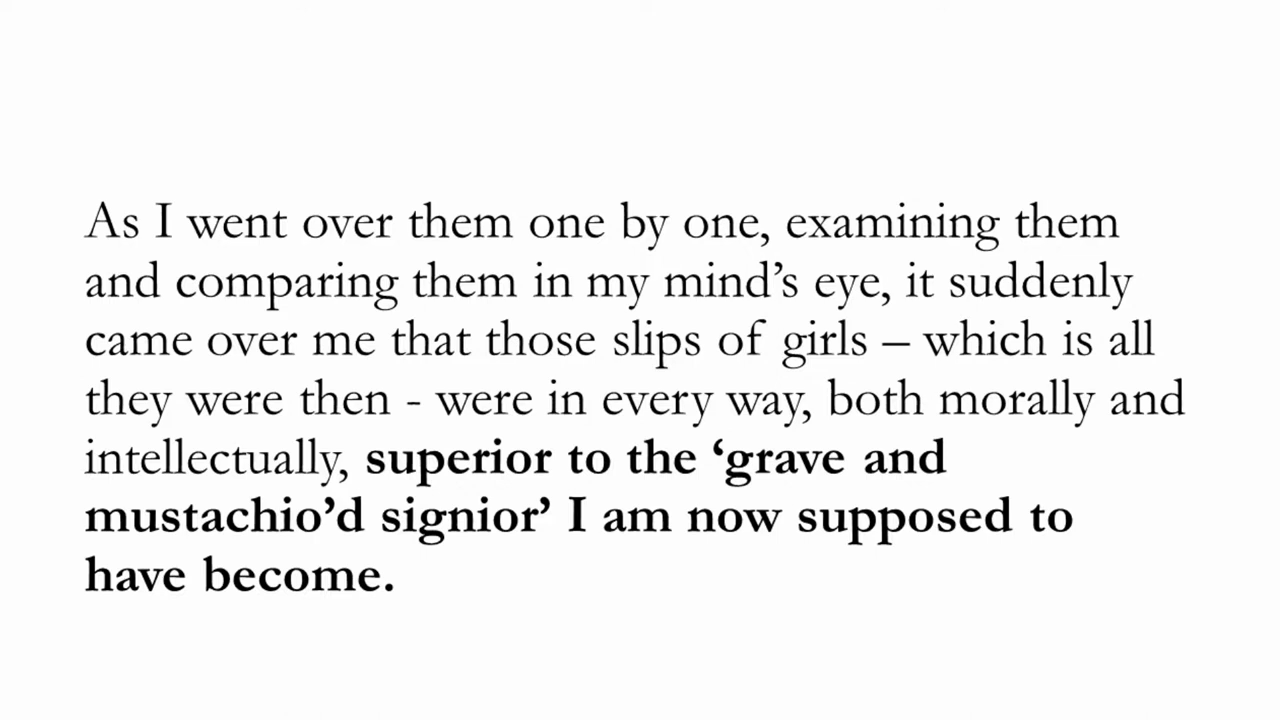 As I went over them one by one, examining them
and comparing them in my mind’s eye, it suddenly
came over me that those slips of girls – which is all
they were then - were in every way, both morally and
intellectually, superior to the ‘grave and
mustachio’d signior’ I am now supposed to
have become.